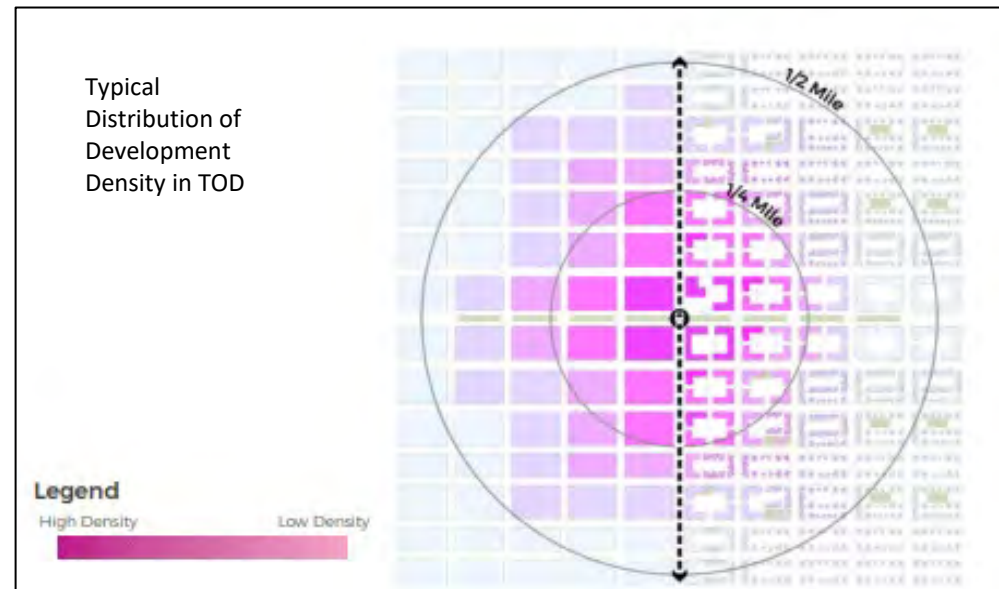 Typical
Distribution of
Development
Density in TOD
1/2 Mile
1/4 Mile
Legend
High Density Low Density